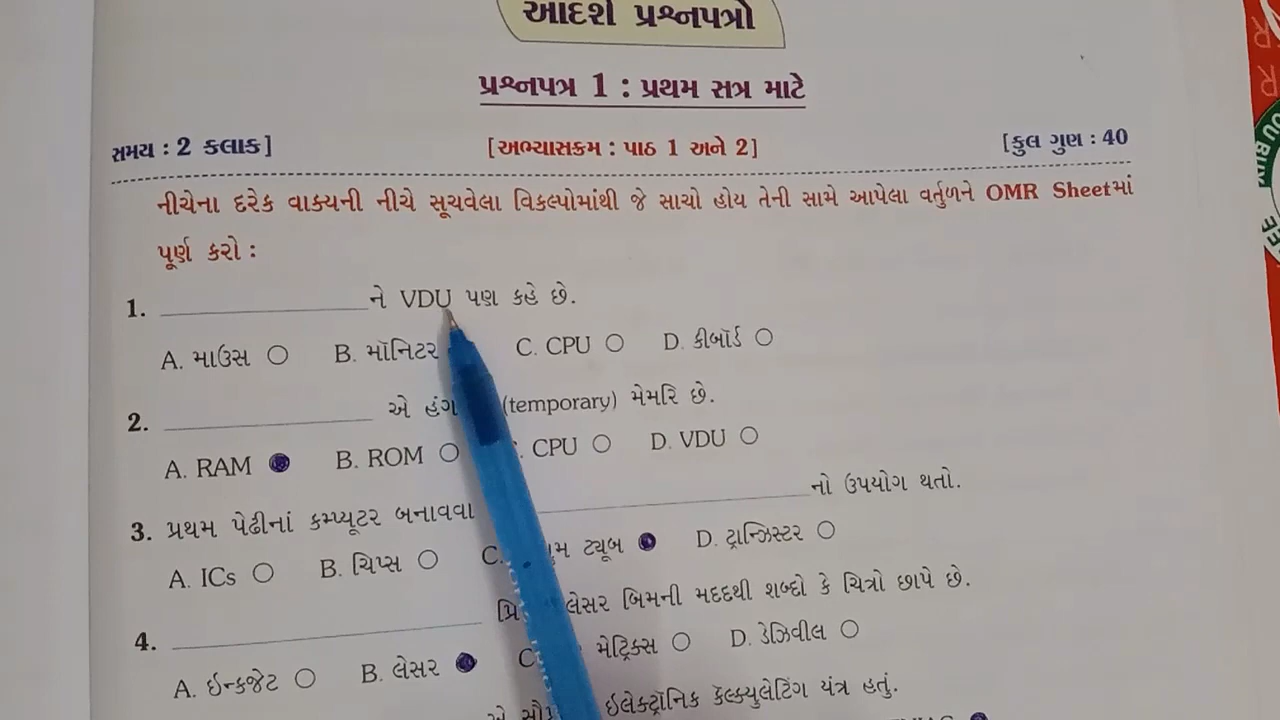 આદર્શ પ્રશ્નપત્રો
પ્રશ્નપત્ર 1 : પ્રથમ સત્ર માટે
સમય : 2 કલાક] [અભ્યાસક્રમ : પાઠ 1 અને 2] [કુલ ગુણ : 40
નીચેના દરેક વાક્યની નીચે સૂચવેલા વિકલ્પોમાંથી જે સાચો હોય તેની સામે આપેલા વર્તુળને OMR Sheetમાં
પૂર્ણ કરો :
1. ને VDU પણ કહે છે.
A. માઉસ B. મૉનિટર C. CPU D. કીબૉર્ડ
2. એ (temporary) મેમરિ છે.
A. RAM B. ROM C. CPU D. VDU
3. પ્રથમ પેઢીનાં કમ્પ્યૂટર બનાવવા નો ઉપયોગ થતો.
A. ICs B. ચિપ્સ C. ટ્યૂબ D. ટ્રાન્ઝિસ્ટર
4. લેસર બિમની મદદથી શબ્દો કે ચિત્રો છાપે છે.
A. ઇન્કજેટ B. લેસર C. મેટ્રિક્સ D. ડેઝિવીલ
એ ઇલેક્ટ્રૉનિક કૅલ્ક્યુલેટિંગ યંત્ર હતું.